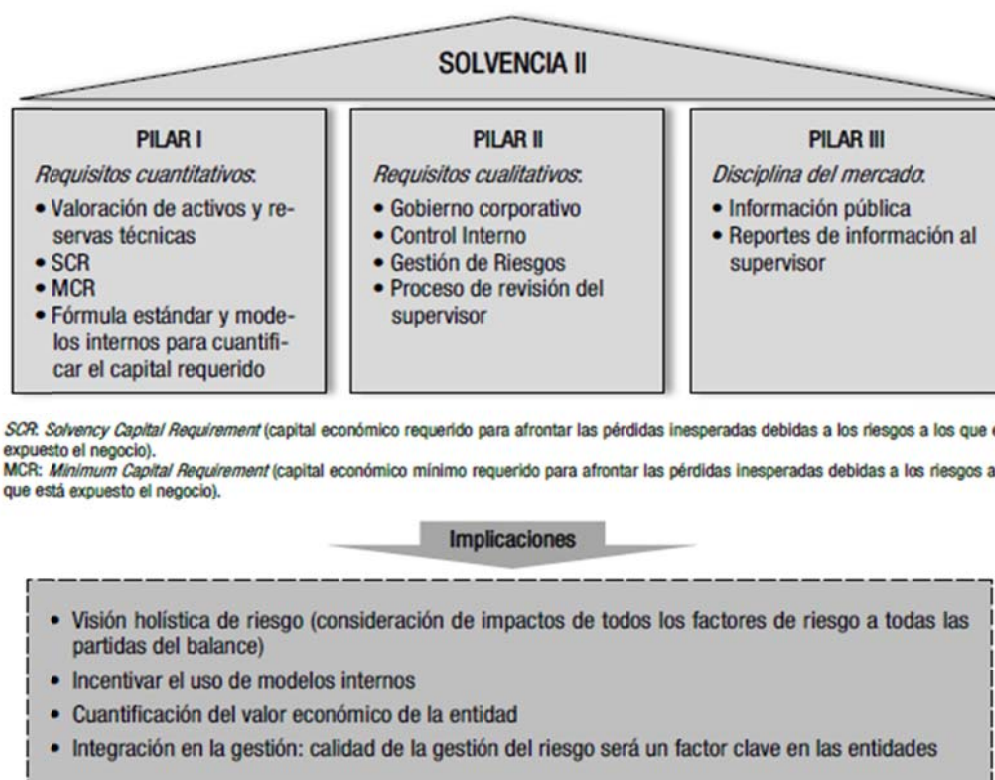 SOLVENCIA II
PILAR I
Requisitos cuantitativos:
• Valoración de activos y re-
servas técnicas
• SCR
• MCR
• Fórmula estándar y mode-
los internos para cuantifi-
car el capital requerido
PILAR II
Requisitos cualitativos:
• Gobierno corporativo
• Control Interno
• Gestión de Riesgos
• Proceso de revisión del
supervisor
PILAR III
Disciplina del mercado:
• Información pública
• Reportes de información al
supervisor
SCR: Solvency Capital Requirement (capital económico requerido para afrontar las pérdidas inesperadas debidas a los riesgos a los que
expuesto el negocio).
MCR: Minimum Capital Requirement (capital económico mínimo requerido para afrontar las pérdidas inesperadas debidas a los riesgos a
que está expuesto el negocio).
Implicaciones
• Visión holística de riesgo (consideración de impactos de todos los factores de riesgo a todas las
partidas del balance)
• Incentivar el uso de modelos internos
• Cuantificación del valor económico de la entidad
• Integración en la gestión: calidad de la gestión del riesgo será un factor clave en las entidades